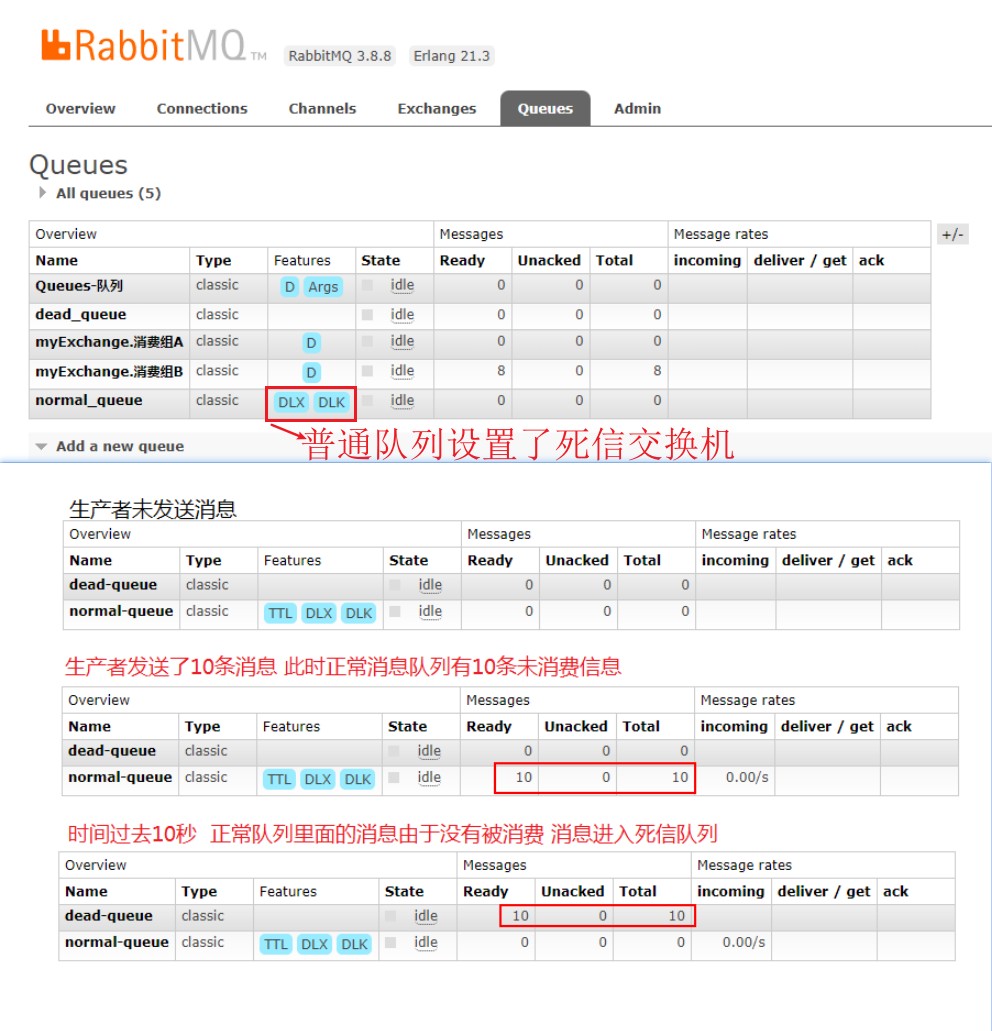 RabbitMQ TM RabbitMQ 3.8.8 Erlang 21.3
Overview Connections Channels Exchanges Queues Admin
Queues
All queues (5)
Overview Messages Message rates +/-
Name Type Features State Ready Unacked Total incoming deliver / get ack
Queues-队列 classic D Args idle 0 0 0
dead_queue classic idle 0 0 0
myExchange.消费组A classic D idle 0 0 0
myExchange.消费组B classic D idle 8 0 8
normal_queue classic DLX DLK idle 0 0 0
普通队列设置了死信交换机
Add a new queue
生产者未发送消息
Overview Messages Message rates
Name Type Features State Ready Unacked Total incoming deliver / get ack
dead-queue classic idle 0 0 0
normal-queue classic TTL DLX DLK idle 0 0 0
生产者发送了10条消息 此时正常消息队列有10条未消费信息
Overview Messages Message rates
Name Type Features State Ready Unacked Total incoming deliver / get ack
dead-queue classic idle 0 0 0
normal-queue classic TTL DLX DLK idle 10 0 10 0.00/s
时间过去10秒 正常队列里面的消息由于没有被消费 消息进入死信队列
Overview Messages Message rates
Name Type Features State Ready Unacked Total incoming deliver / get ack
dead-queue classic idle 10 0 10
normal-queue classic TTL DLX DLK idle 0 0 0 0.00/s